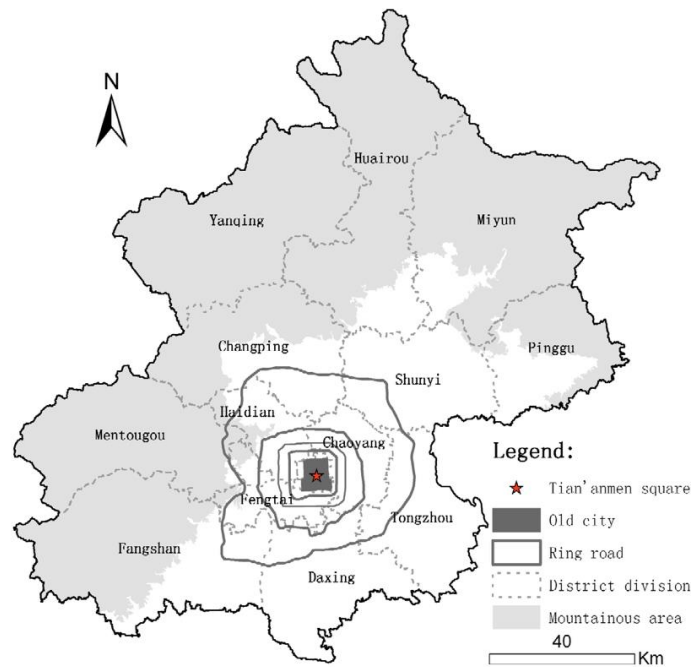 N
Huairou
Yanqing
Miyun
Changping
Pinggu
Shunyi
Haidian
Mentougou
Chaoyang
Fengtai
Tongzhou
Fangshan
Daxing
Legend:
Tian'anmen square
Old city
Ring road
District division
Mountainous area
40
Km